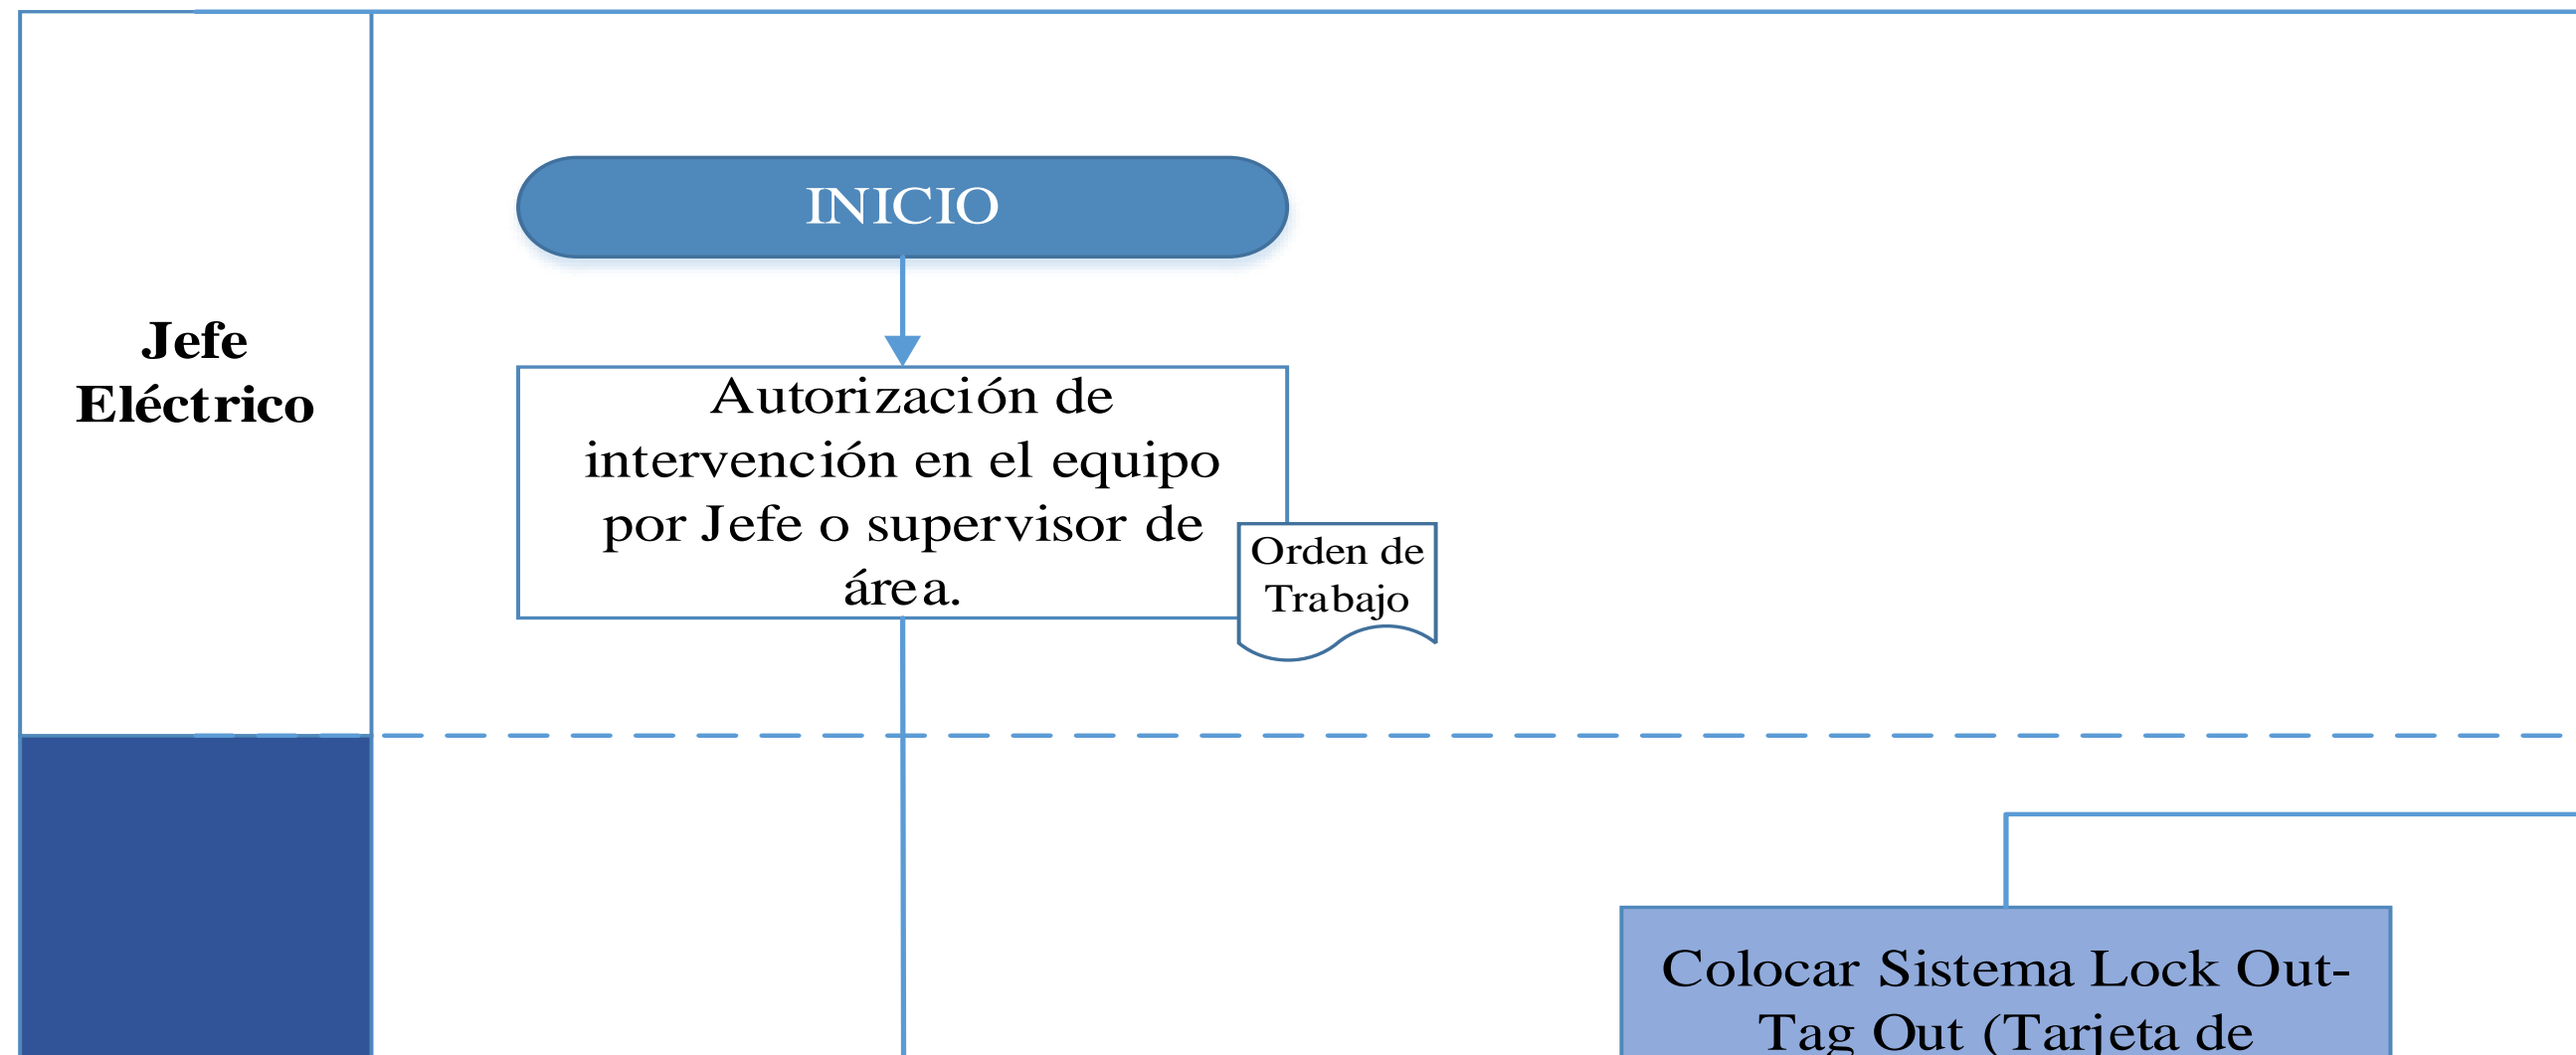 INICIO
Jefe
Eléctrico
Autorización de
intervención en el equipo
por Jefe o supervisor de
área.
Orden de
Trabajo
Colocar Sistema Lock Out-
Tag Out (Tarjeta de